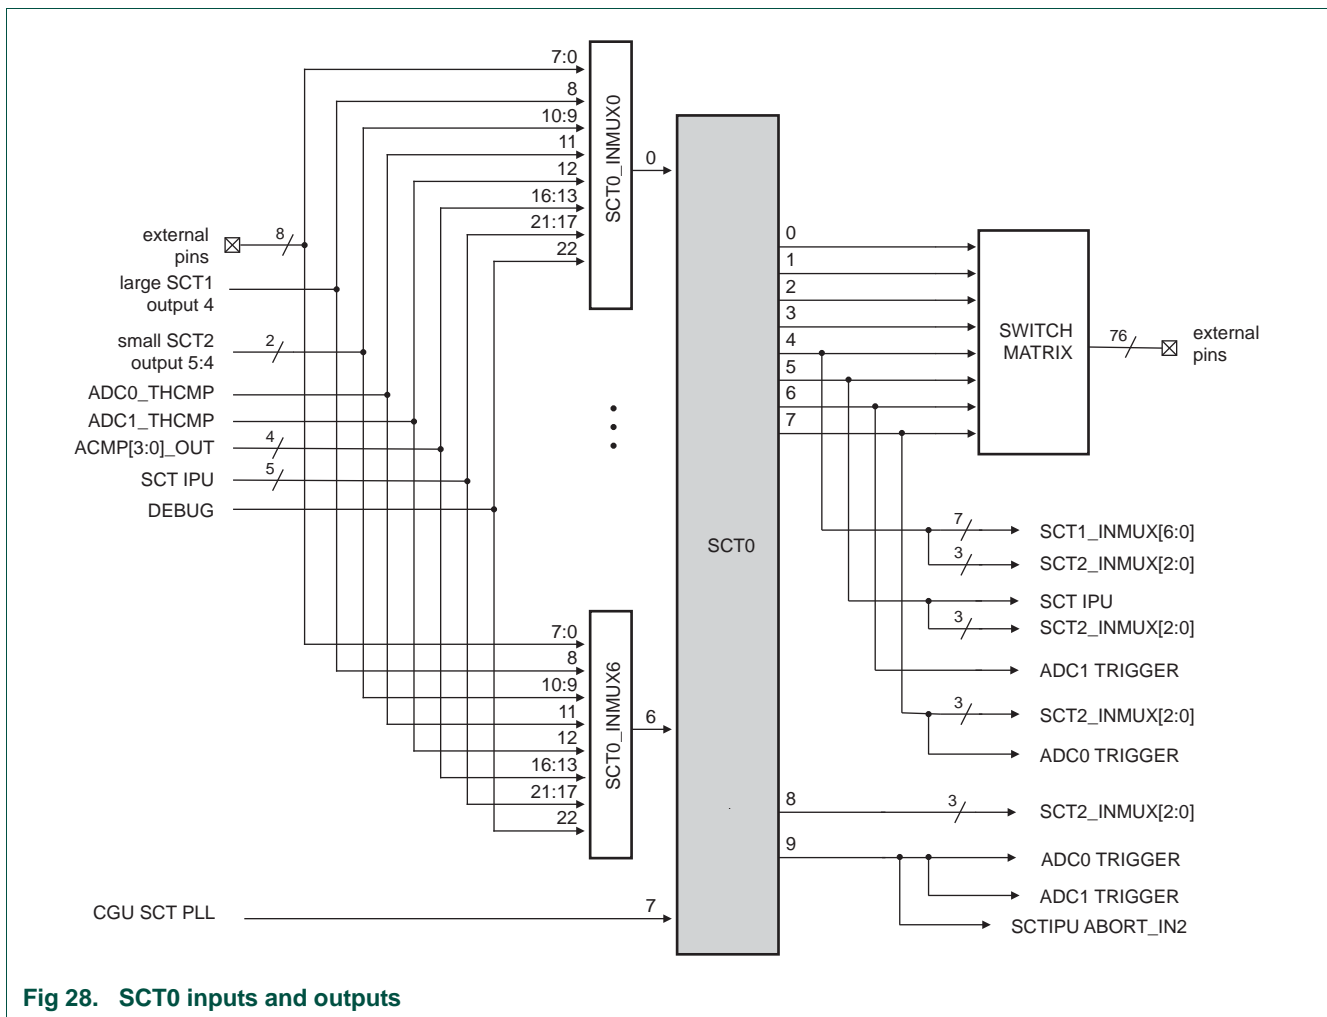 7:0
8
10:9
11
12
16:13
21:17
22
SCT0_INMUX0
0
external
pins
8
large SCT1
output 4
small SCT2
output 5:4
2
ADC0_THCMP
ADC1_THCMP
ACMP[3:0]_OUT
4
SCT IPU
5
DEBUG
7:0
8
10:9
11
12
16:13
21:17
22
SCT0_INMUX6
6
CGU SCT PLL
7
SCT0
0
1
2
3
4
5
6
7
SWITCH
MATRIX
76
external
pins
7
SCT1_INMUX[6:0]
3
SCT2_INMUX[2:0]
SCT IPU
3
SCT2_INMUX[2:0]
ADC1 TRIGGER
3
SCT2_INMUX[2:0]
ADC0 TRIGGER
8
3
SCT2_INMUX[2:0]
9
ADC0 TRIGGER
ADC1 TRIGGER
SCTIPU ABORT_IN2
Fig 28. SCT0 inputs and outputs